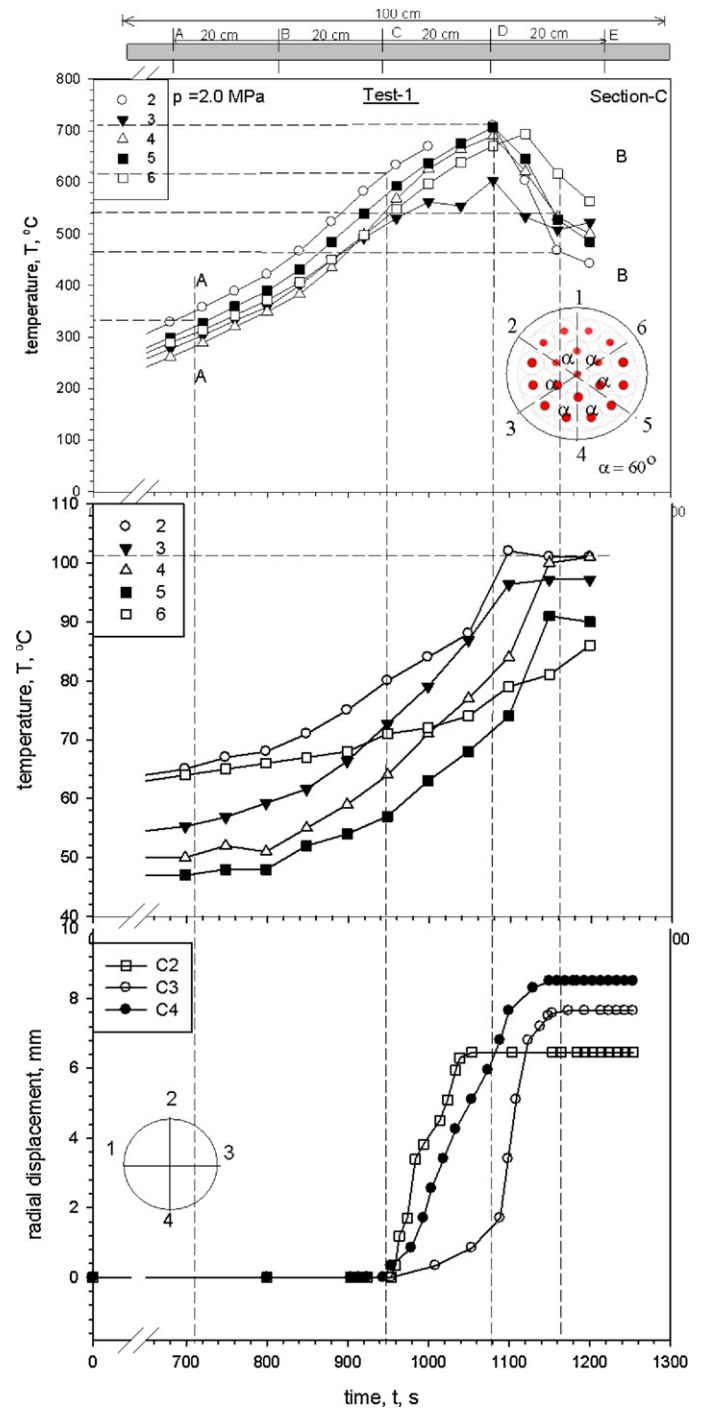 100 cm
A 20 cm B 20 cm C 20 cm D 20 cm E
800
700
600
500
400
300
200
100
0
temperature, T, °C
2
3
4
5
6
p =2.0 MPa
Test-1
Section-C
A
A
B
B
1
2
6
α α
α α
α α
3
5
4
α = 60°
00
110
100
90
80
70
60
50
40
temperature, T, °C
2
3
4
5
6
00
10
8
6
4
2
0
radial displacement, mm
C2
C3
C4
2
1
3
4
0 700 800 900 1000 1100 1200 1300
time, t, s